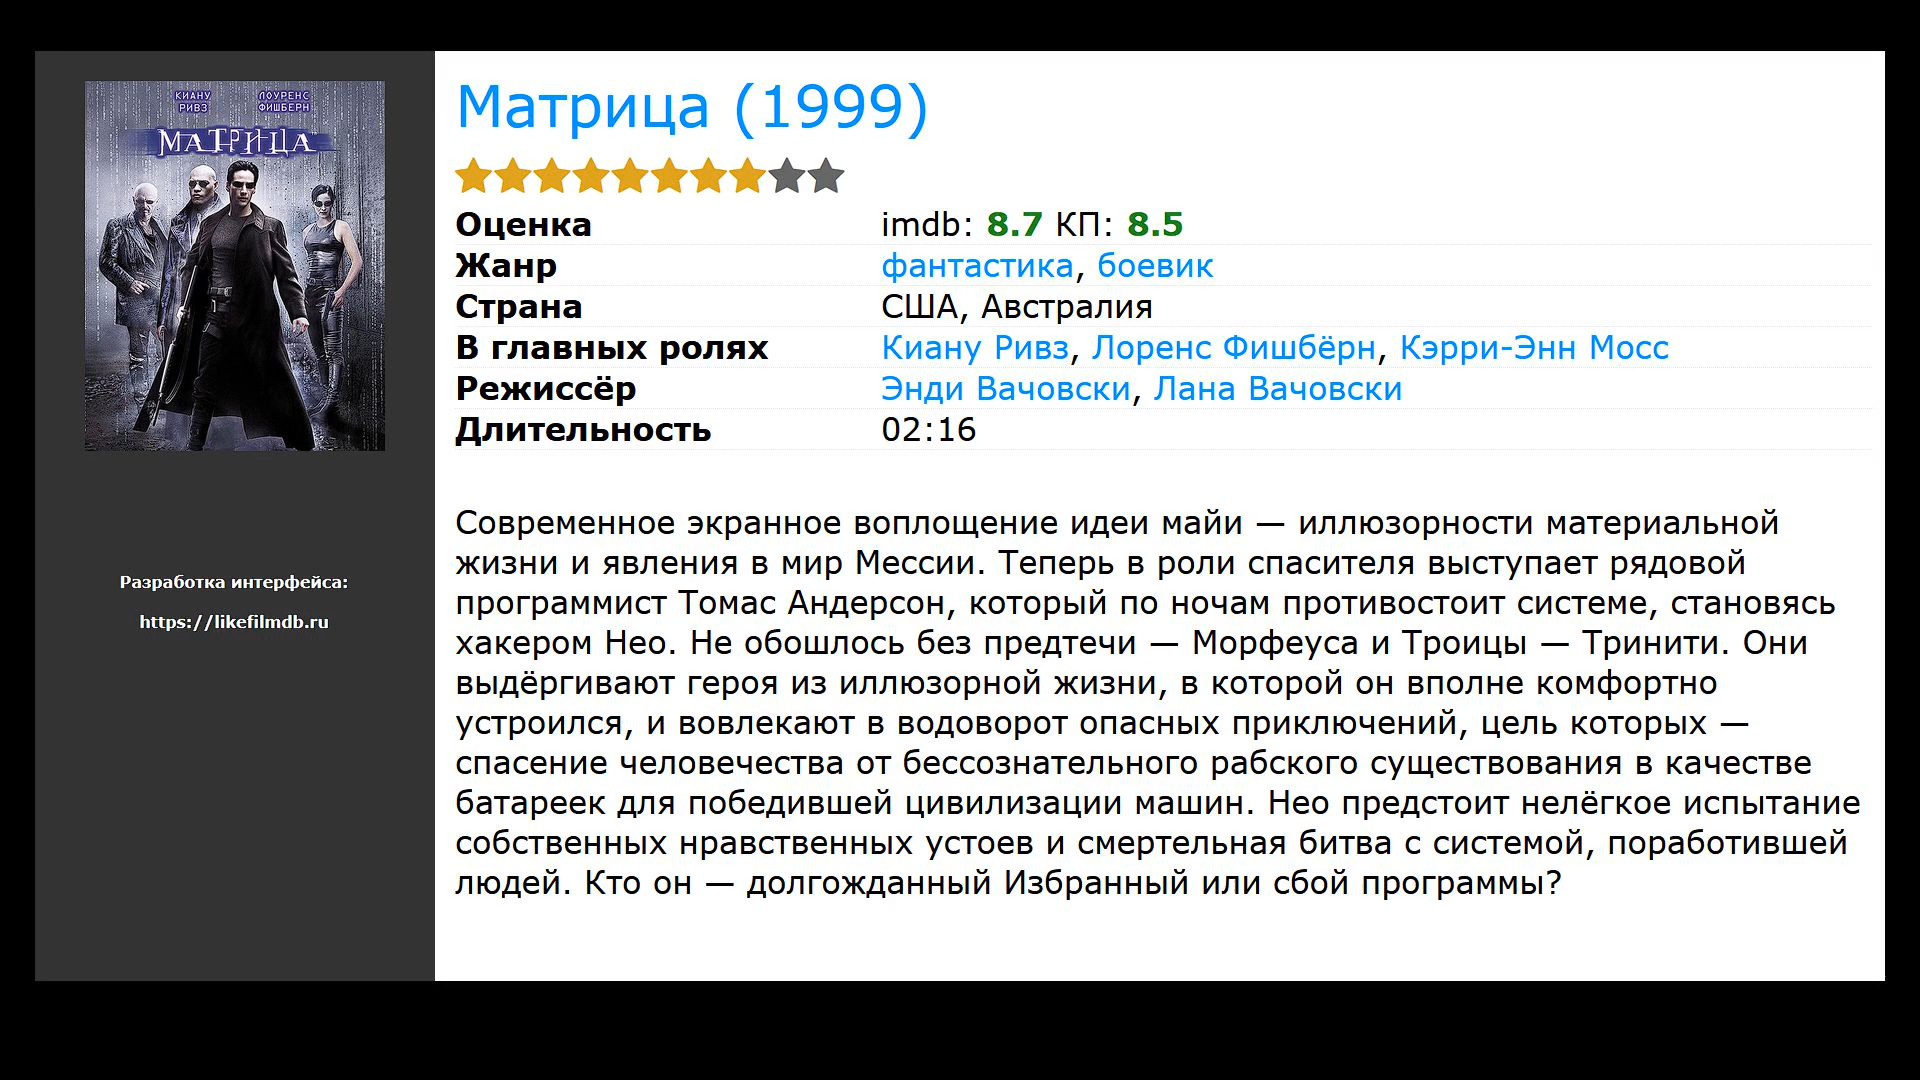 КИАНУ РИВЗ
ЛОУРЕНС ФИШБЕРН
МАТРИЦА
Разработка интерфейса:
https://likefilmdb.ru
Матрица (1999)
Оценка imdb: 8.7 КП: 8.5
Жанр фантастика, боевик
Страна США, Австралия
В главных ролях Киану Ривз, Лоренс Фишбёрн, Кэрри-Энн Мосс
Режиссёр Энди Вачовски, Лана Вачовски
Длительность 02:16
Современное экранное воплощение идеи майи — иллюзорности материальной
жизни и явления в мир Мессии. Теперь в роли спасителя выступает рядовой
программист Томас Андерсон, который по ночам противостоит системе, становясь
хакером Нео. Не обошлось без предтечи — Морфеуса и Троицы — Тринити. Они
выдёргивают героя из иллюзорной жизни, в которой он вполне комфортно
устроился, и вовлекают в водоворот опасных приключений, цель которых —
спасение человечества от бессознательного рабского существования в качестве
батареек для победившей цивилизации машин. Нео предстоит нелёгкое испытание
собственных нравственных устоев и смертельная битва с системой, поработившей
людей. Кто он — долгожданный Избранный или сбой программы?